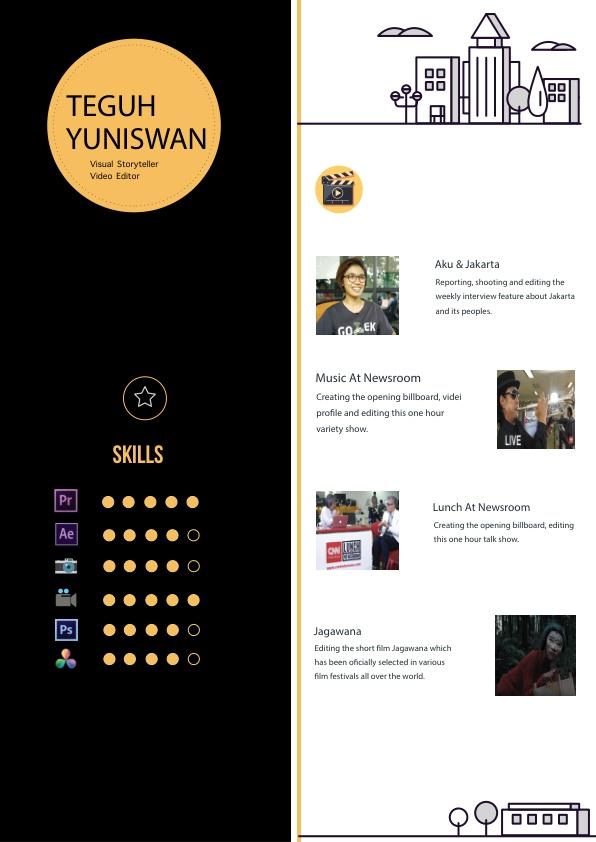 TEGUH
YUNISWAN
Visual Storyteller
Video Editor
SKILLS
Pr
Ae
Ps
Aku & Jakarta
Reporting, shooting and editing the
weekly interview feature about Jakarta
and its peoples.
GO EK
Music At Newsroom
Creating the opening billboard, videi
profile and editing this one hour
variety show.
LIVE
Lunch At Newsroom
Creating the opening billboard, editing
this one hour talk show.
CNN
LUNCH
Jagawana
Editing the short film Jagawana which
has been oficially selected in various
film festivals all over the world.